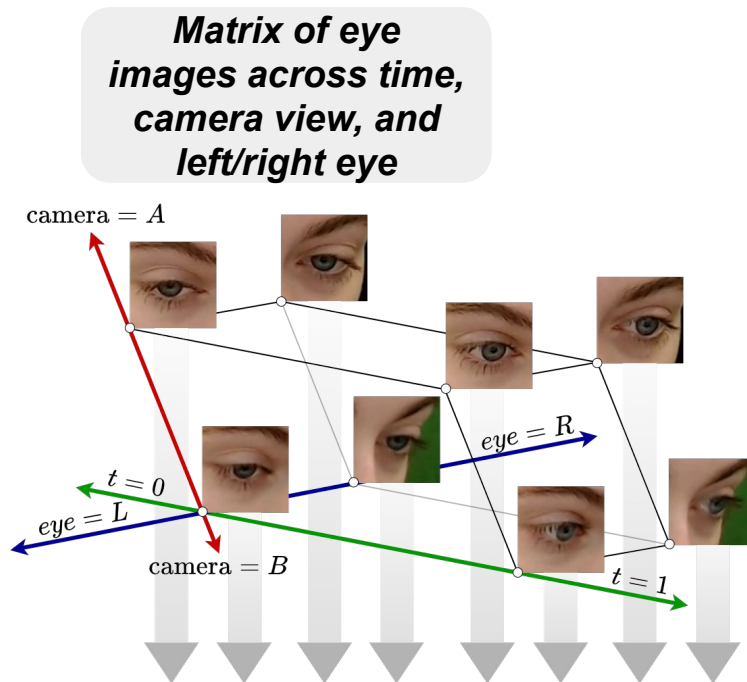 Matrix of eye
images across time,
camera view, and
left/right eye
camera = A
eye = R
t = 0
eye = L
camera = B
t = 1